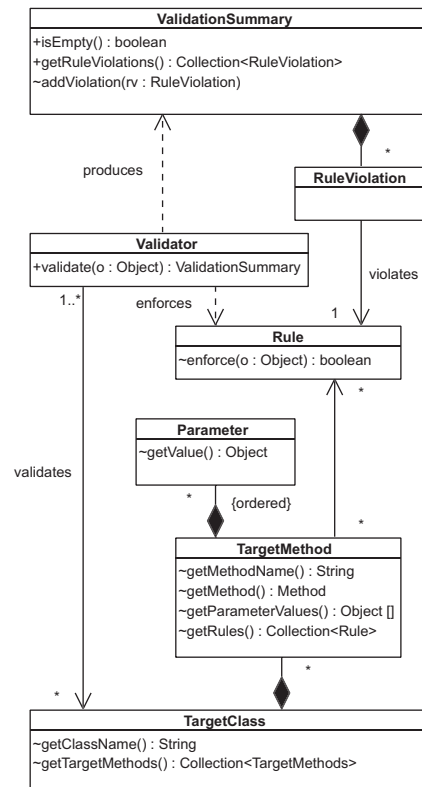 ValidationSummary
+isEmpty() : boolean
+getRuleViolations() : Collection<RuleViolation>
~addViolation(rv : RuleViolation)
*
produces
RuleViolation
Validator
+validate(o : Object) : ValidationSummary
violates
1..*
enforces
1
Rule
~enforce(o : Object) : boolean
*
Parameter
~getValue() : Object
validates
*
{ordered}
*
TargetMethod
~getMethodName() : String
~getMethod() : Method
~getParameterValues() : Object []
~getRules() : Collection<Rule>
*
*
TargetClass
~getClassName() : String
~getTargetMethods() : Collection<TargetMethods>